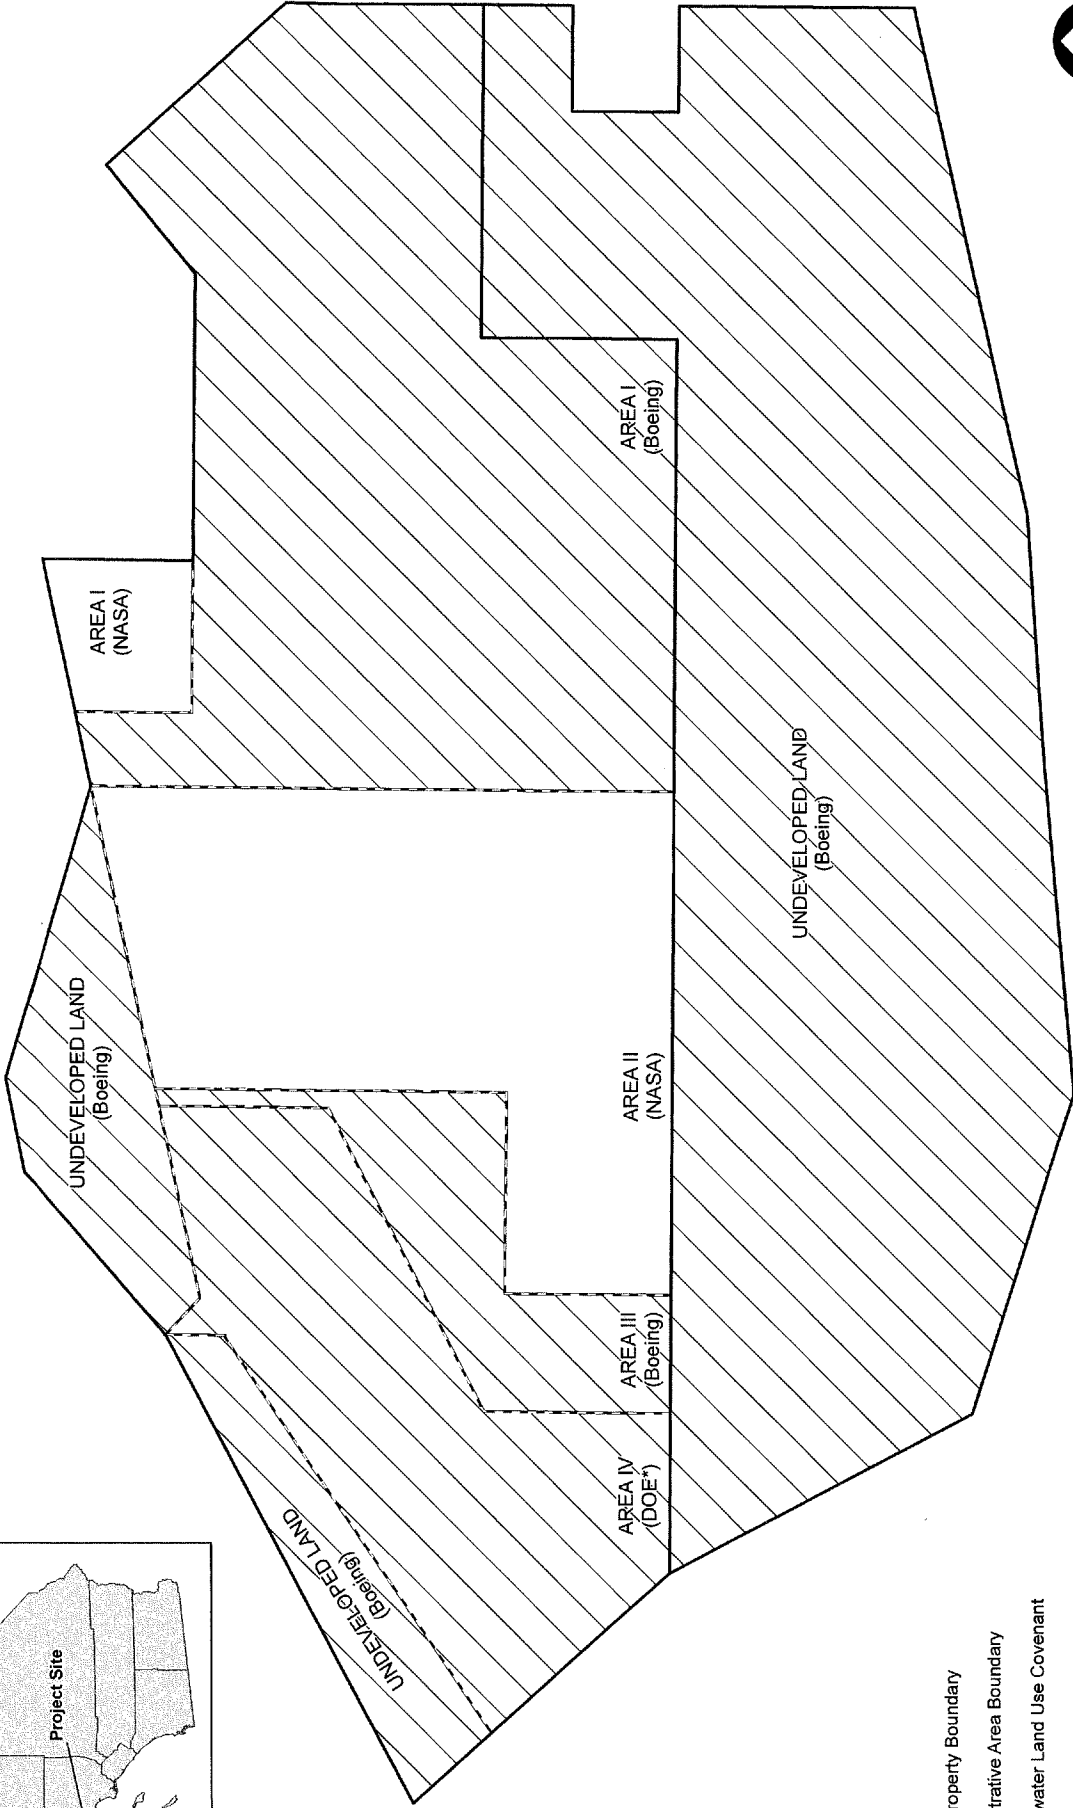 Project Site
UNDEVELOPED LAND
(Boeing)
AREA I
(NASA)
UNDEVELOPED LAND
(Boeing)
AREA IV
(DOE*)
AREA III
(Boeing)
AREA II
(NASA)
AREA I
(Boeing)
UNDEVELOPED LAND
(Boeing)
roperty Boundary
trative Area Boundary
water Land Use Covenant